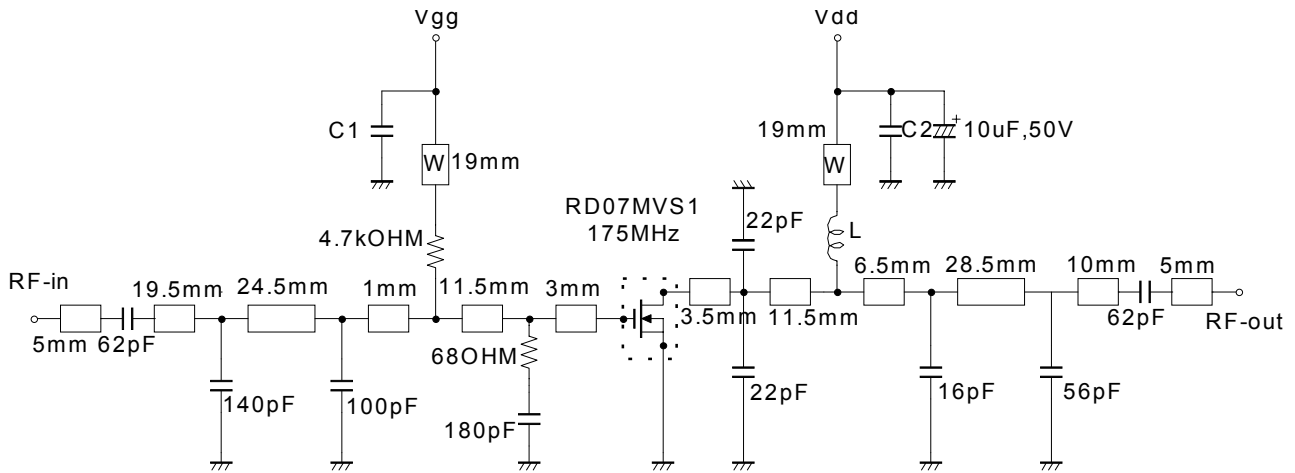 Vgg
Vdd
C1
W
19mm
19mm
W
C2
+
10uF,50V
RD07MVS1
175MHz
22pF
L
4.7kOHM
RF-in
19.5mm
24.5mm
1mm
11.5mm
3mm
3.5mm
11.5mm
6.5mm
28.5mm
10mm
5mm
5mm
62pF
68OHM
62pF
RF-out
140pF
100pF
180pF
22pF
16pF
56pF